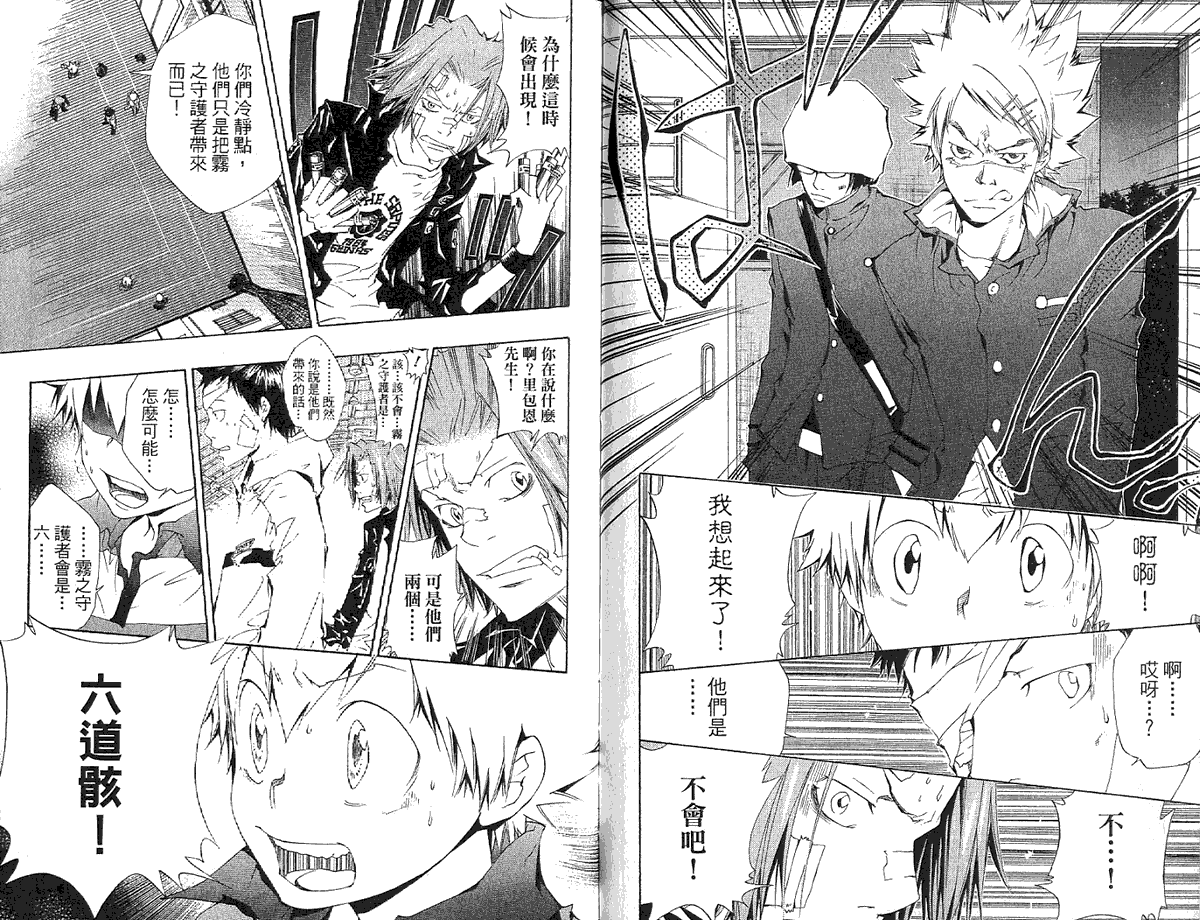 啊啊！
我想起來了！
啊……
哎呀…？
他們是
……
不……！
不會吧！
為什麼這時
候會出現！
你們冷靜點，
他們只是把霧
之守護者帶來
而已！
你在說什麼
啊？里包恩
先生！
可是他們
兩個……
該…該不會…霧
之守護者是…！
…………既然
你說是他們
帶來的話…
怎……
怎麼可能…
……霧之守
護者會是…
六……
六道骸！